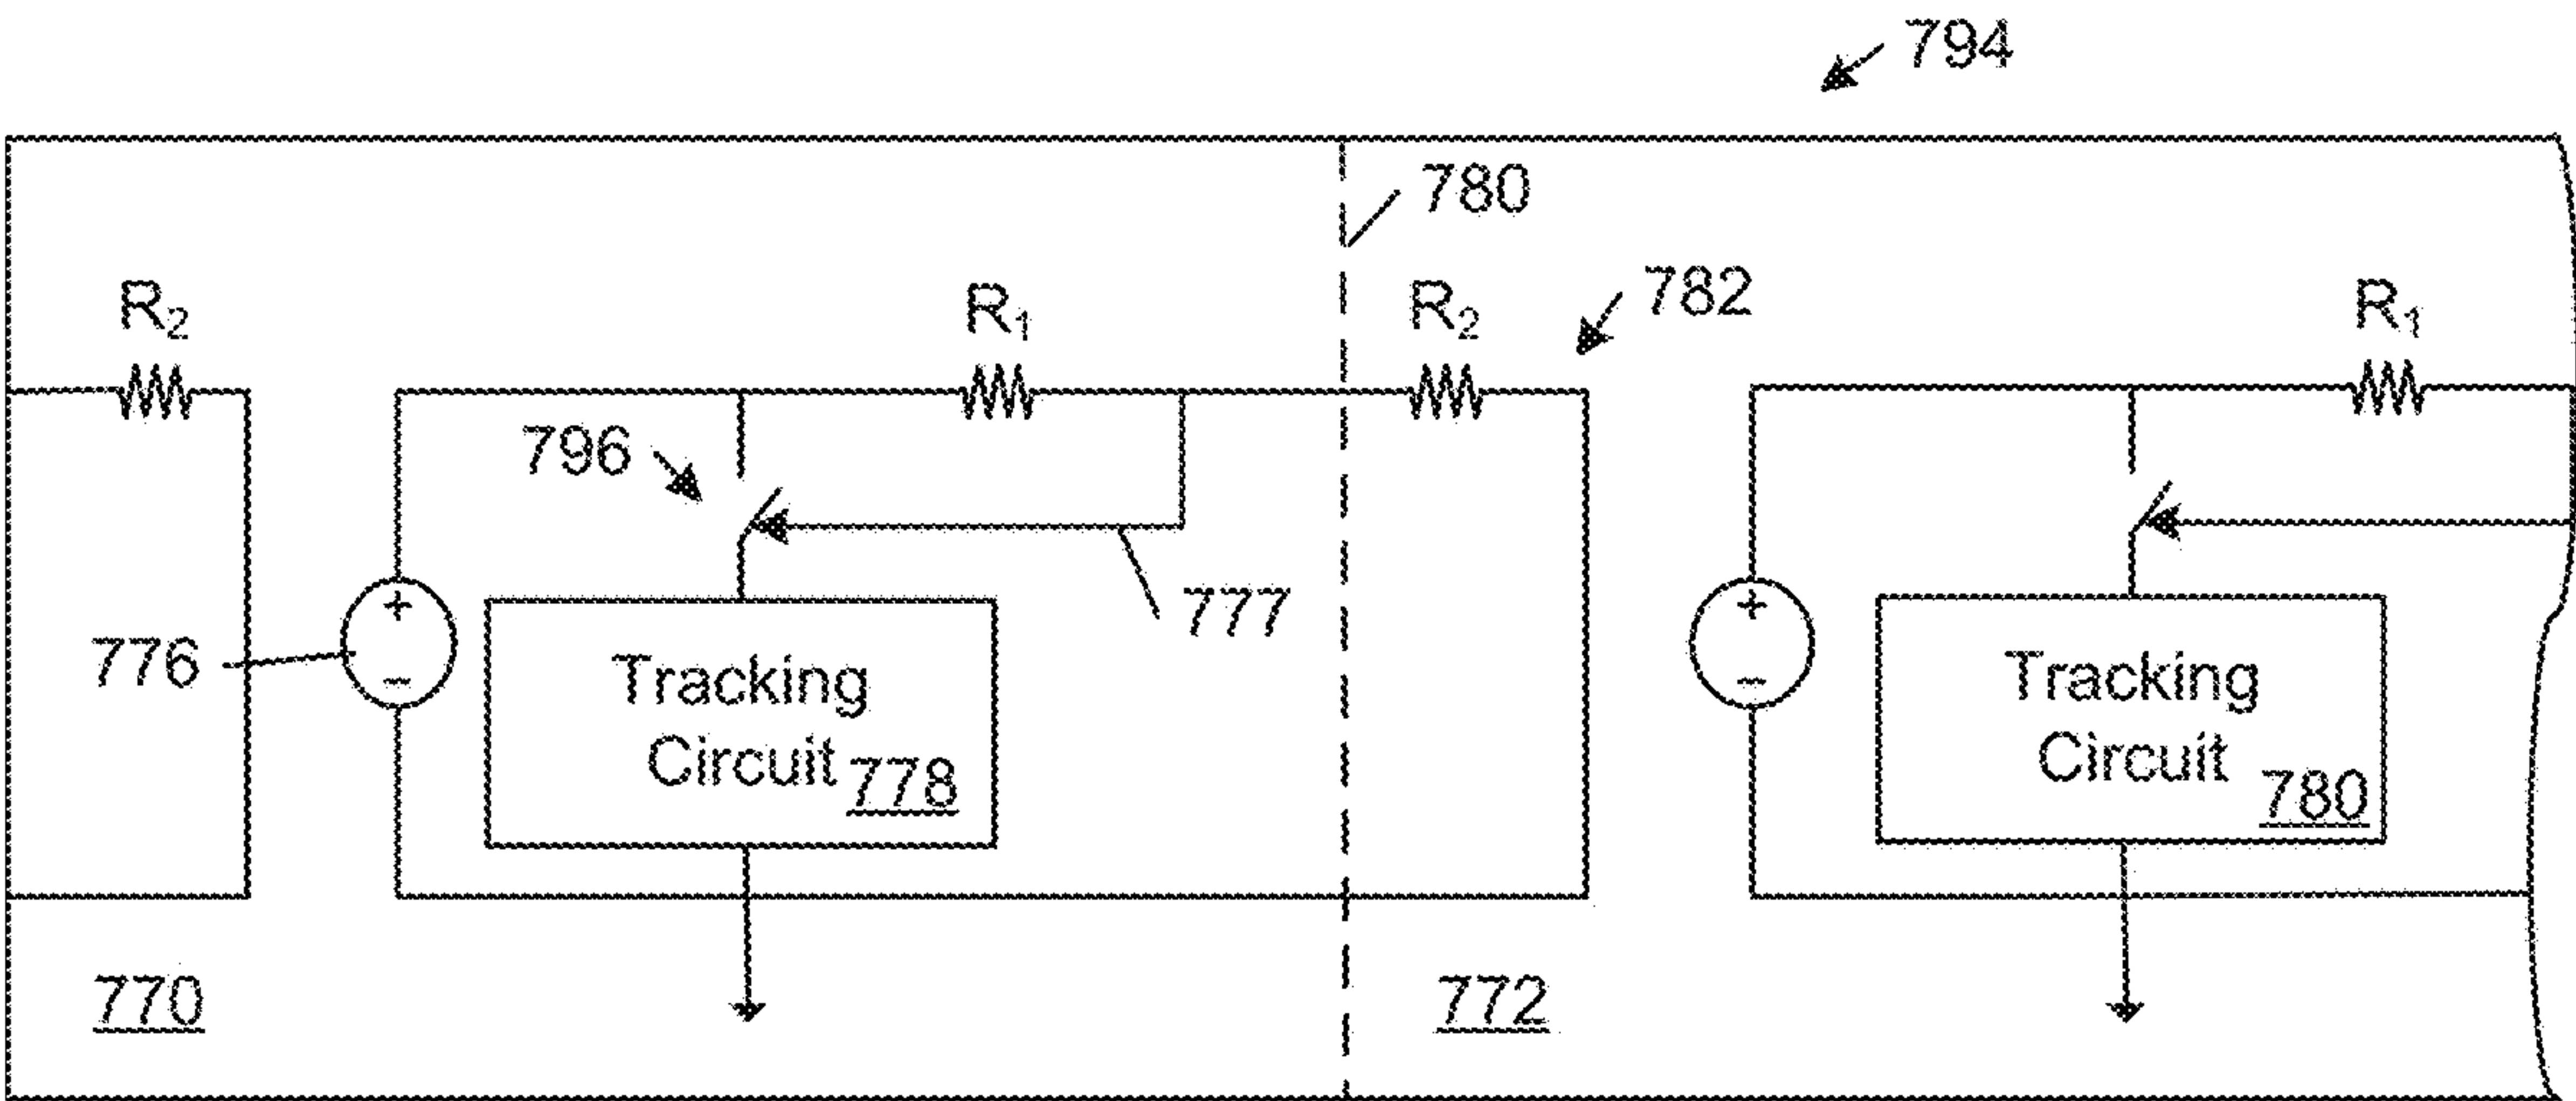 794
780
782
R₂
R₁
R₂
R₁
796
777
776
+
−
Tracking
Circuit 778
+
−
Tracking
Circuit 780
770
772